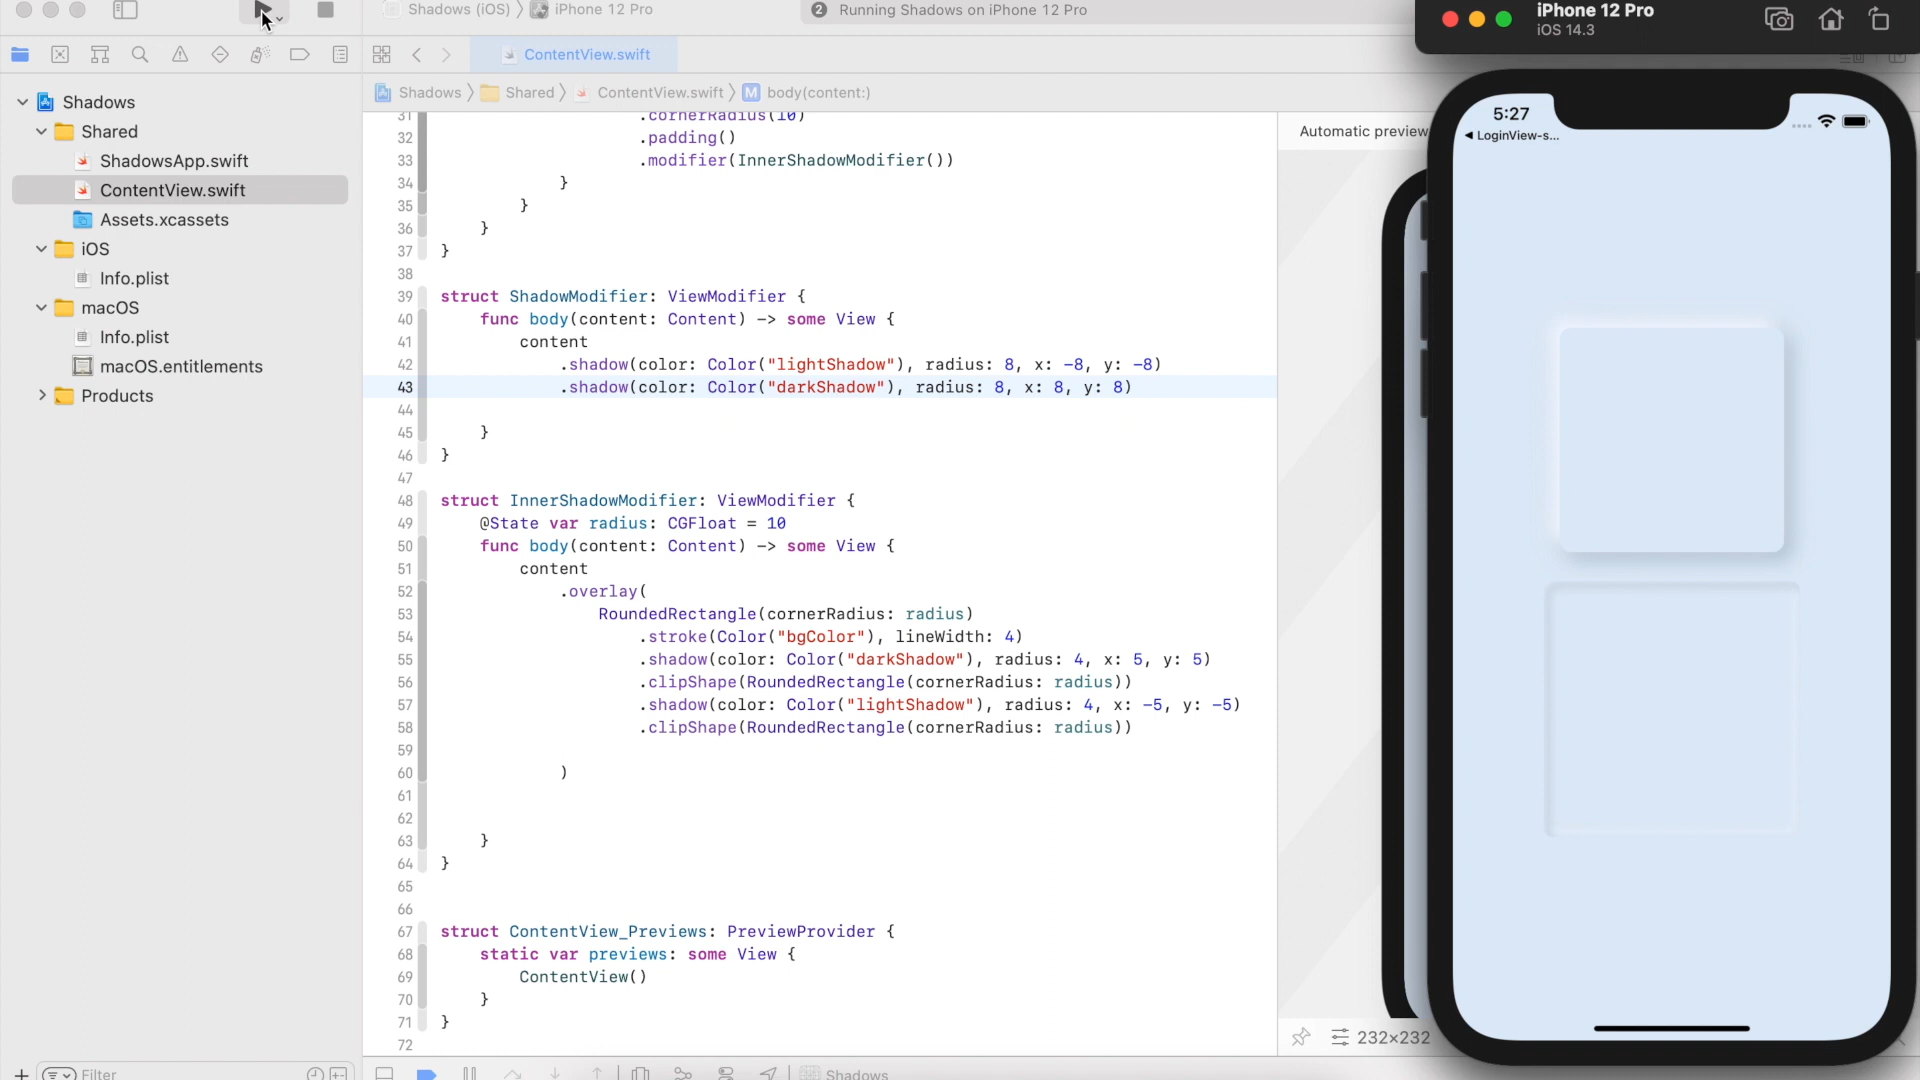 Shadows (iOS) 〉 iPhone 12 Pro
2 Running Shadows on iPhone 12 Pro
iPhone 12 Pro
iOS 14.3
ContentView.swift
Shadows 〉 Shared 〉 ContentView.swift 〉 M body(content:)
Shadows
Shared
ShadowsApp.swift
ContentView.swift
Assets.xcassets
iOS
Info.plist
macOS
Info.plist
macOS.entitlements
Products
31 .cornerRadius(10)
32 .padding()
33 .modifier(InnerShadowModifier())
34 }
35 }
36 }
37 }
38
39 struct ShadowModifier: ViewModifier {
40 func body(content: Content) -> some View {
41 content
42 .shadow(color: Color("lightShadow"), radius: 8, x: -8, y: -8)
43 .shadow(color: Color("darkShadow"), radius: 8, x: 8, y: 8)
44
45 }
46 }
47
48 struct InnerShadowModifier: ViewModifier {
49 @State var radius: CGFloat = 10
50 func body(content: Content) -> some View {
51 content
52 .overlay(
53 RoundedRectangle(cornerRadius: radius)
54 .stroke(Color("bgColor"), lineWidth: 4)
55 .shadow(color: Color("darkShadow"), radius: 4, x: 5, y: 5)
56 .clipShape(RoundedRectangle(cornerRadius: radius))
57 .shadow(color: Color("lightShadow"), radius: 4, x: -5, y: -5)
58 .clipShape(RoundedRectangle(cornerRadius: radius))
59
60 )
61
62
63 }
64 }
65
66
67 struct ContentView_Previews: PreviewProvider {
68 static var previews: some View {
69 ContentView()
70 }
71 }
72
Automatic preview
5:27
◀ LoginView-s...
232×232
Filter
Shadows